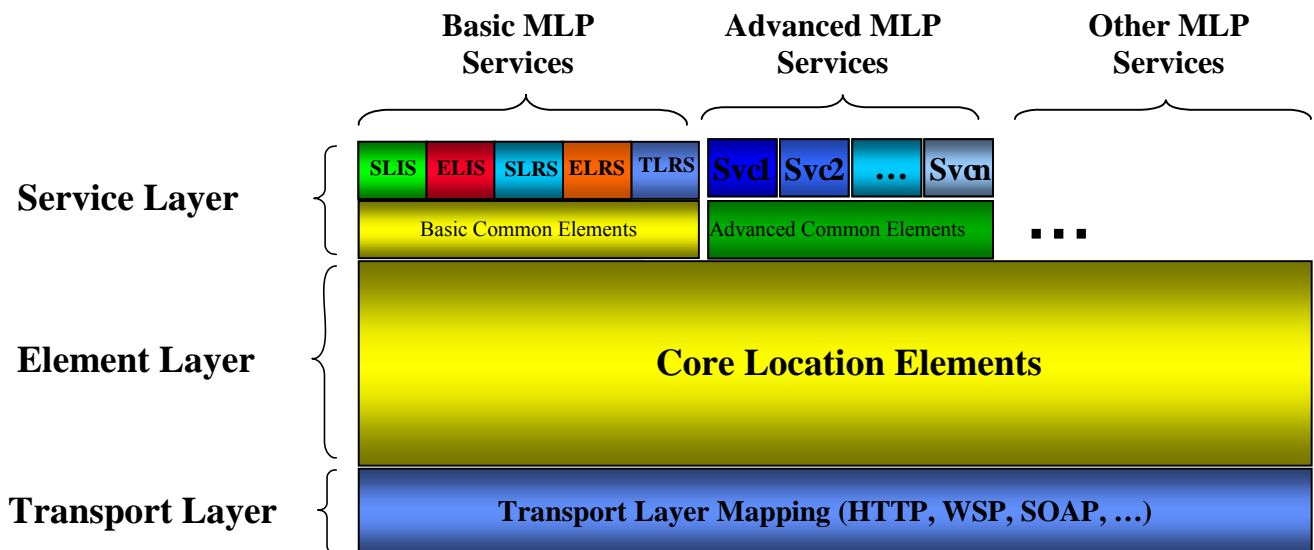 Basic MLP
Services
Advanced MLP
Services
Other MLP
Services
Service Layer
SLIS
ELIS
SLRS
ELRS
TLRS
Svc1
Svc2
...
Svcn
Basic Common Elements
Advanced Common Elements
...
Element Layer
Core Location Elements
Transport Layer
Transport Layer Mapping (HTTP, WSP, SOAP, ...)